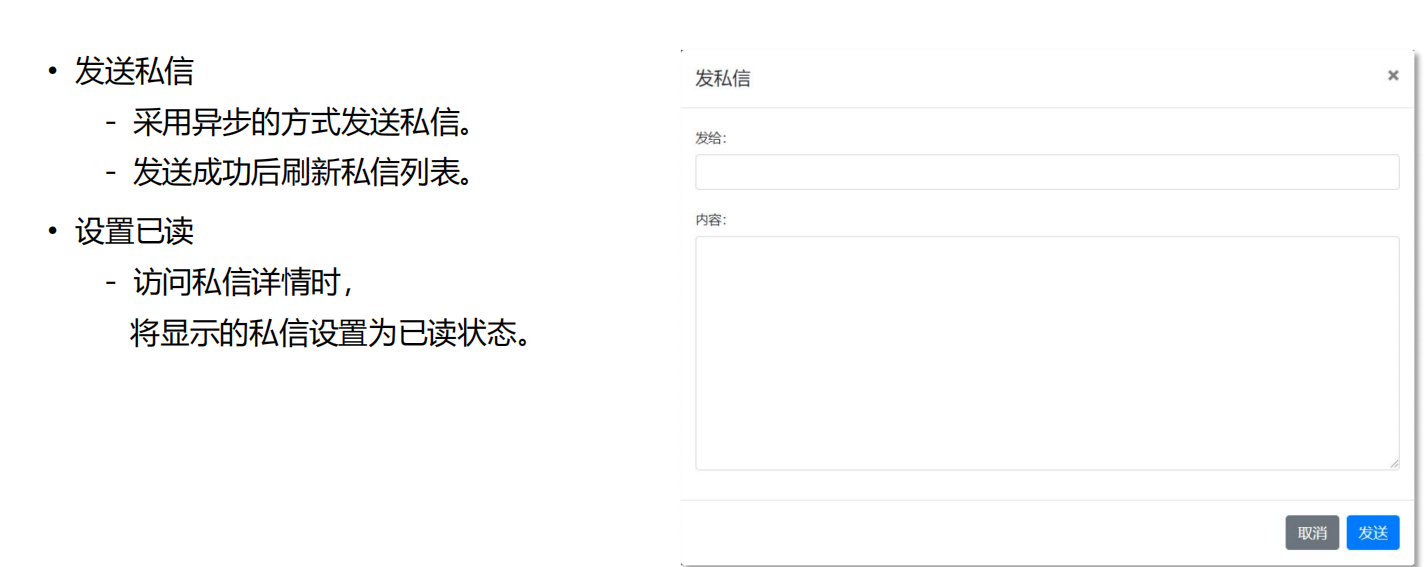 • 发送私信
- 采用异步的方式发送私信。
- 发送成功后刷新私信列表。
• 设置已读
- 访问私信详情时，
将显示的私信设置为已读状态。
发私信 ×
发给：
内容：
取消 发送